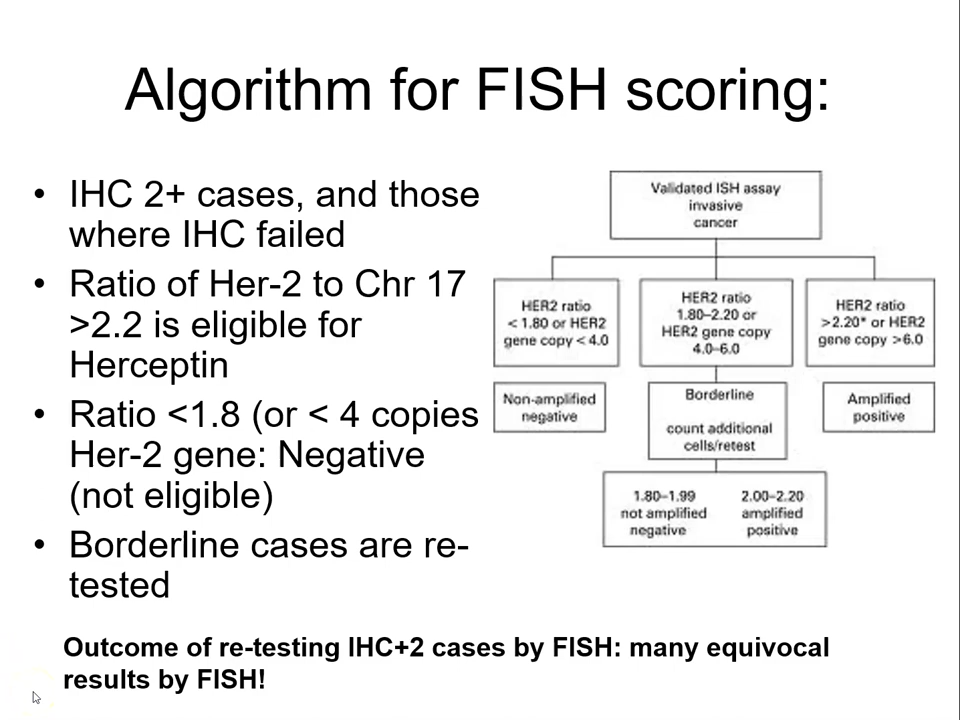 Algorithm for FISH scoring:
• IHC 2+ cases, and those
where IHC failed
• Ratio of Her-2 to Chr 17
>2.2 is eligible for
Herceptin
• Ratio <1.8 (or < 4 copies
Her-2 gene: Negative
(not eligible)
• Borderline cases are re-
tested
Validated ISH assay
invasive
cancer
HER2 ratio
< 1.80 or HER2
gene copy < 4.0
HER2 ratio
1.80–2.20 or
HER2 gene copy
4.0–6.0
HER2 ratio
>2.20* or HER2
gene copy >6.0
Non-amplified
negative
Borderline
count additional
cells/retest
Amplified
positive
1.80–1.99
not amplified
negative
2.00–2.20
amplified
positive
Outcome of re-testing IHC+2 cases by FISH: many equivocal
results by FISH!